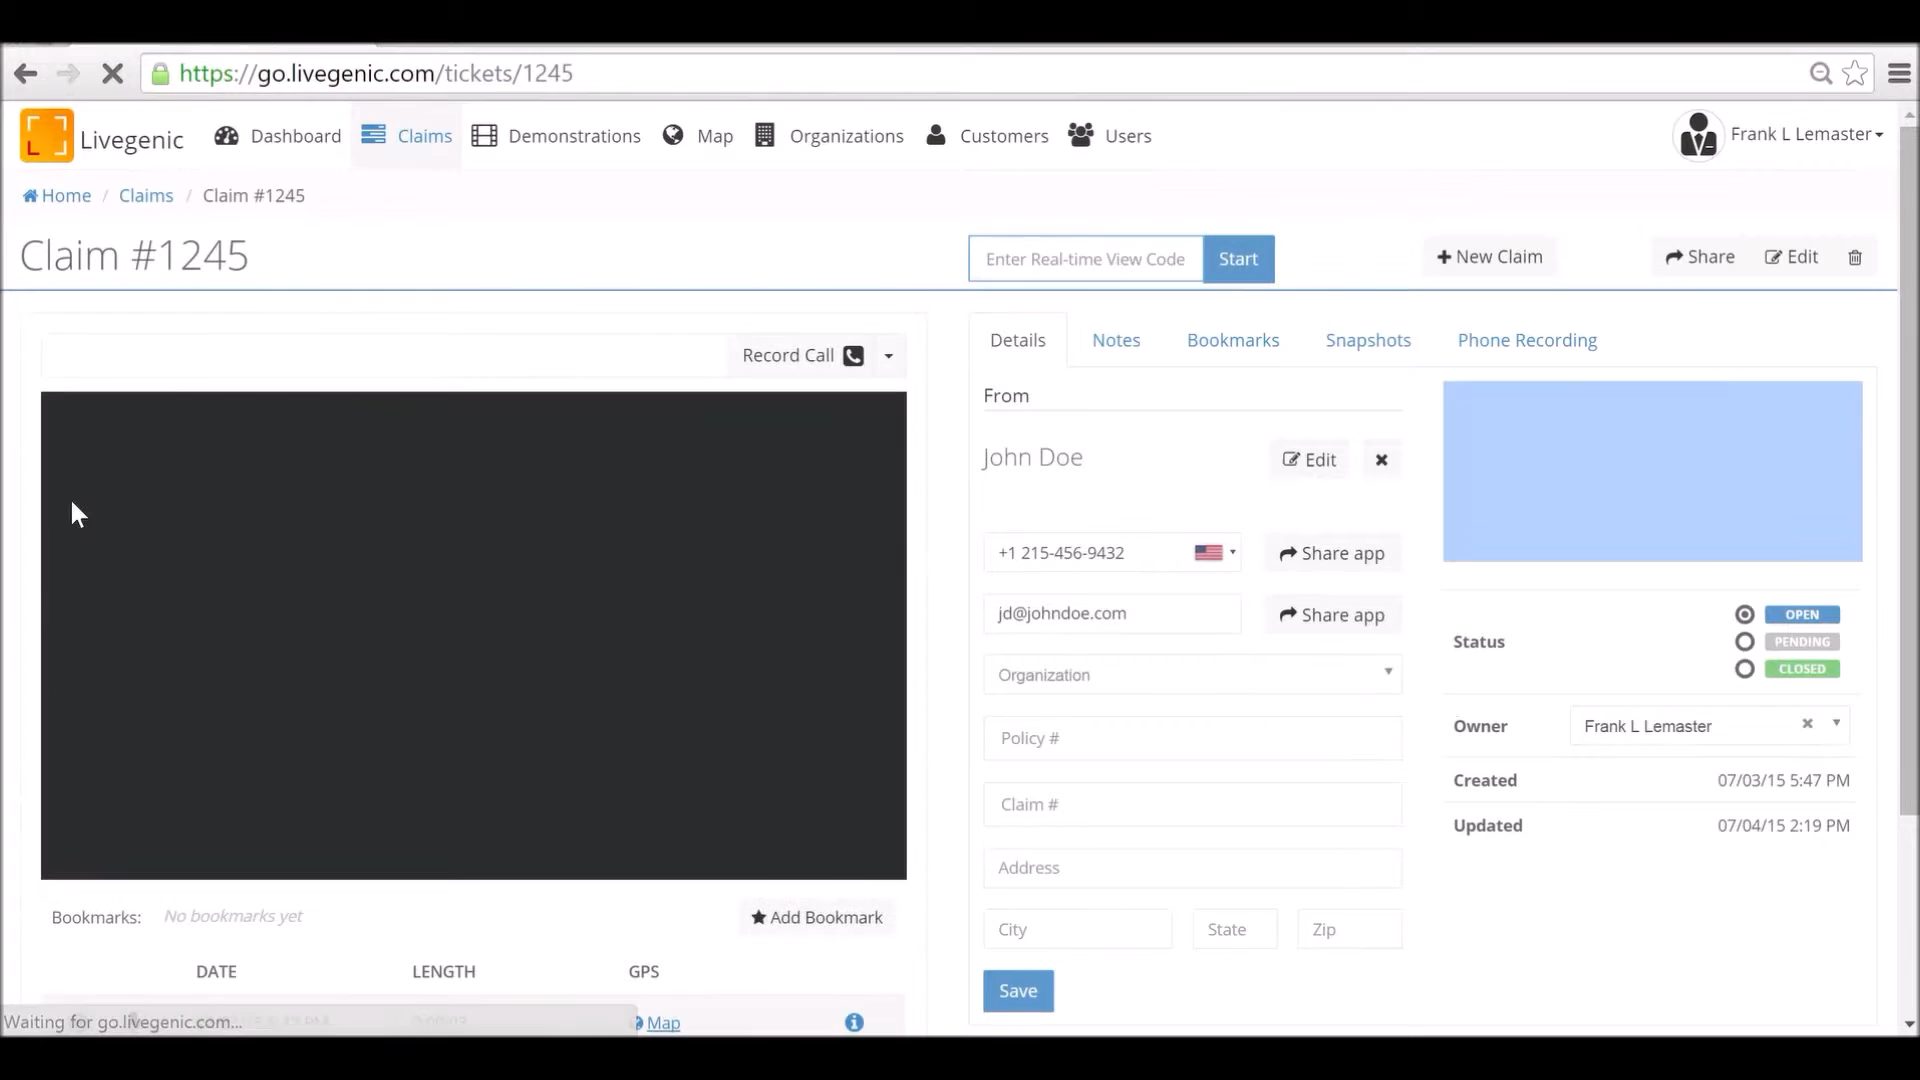 https://go.livegenic.com/tickets/1245
Livegenic Dashboard Claims Demonstrations Map Organizations Customers Users Frank L Lemaster
Home / Claims / Claim #1245
Claim #1245 Enter Real-time View Code Start New Claim Share Edit
Record Call Details Notes Bookmarks Snapshots Phone Recording
From
John Doe Edit
+1 215-456-9432 Share app
jd@johndoe.com Share app
OPEN
Status PENDING
CLOSED
Organization
Policy # Owner Frank L Lemaster
Created 07/03/15 5:47 PM
Claim #
Updated 07/04/15 2:19 PM
Address
Bookmarks: No bookmarks yet Add Bookmark City State Zip
DATE LENGTH GPS
Save
Waiting for go.livegenic.com... Map